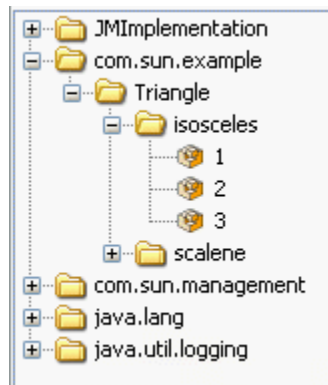 JMImplementation
com.sun.example
Triangle
isosceles
1
2
3
scalene
com.sun.management
java.lang
java.util.logging